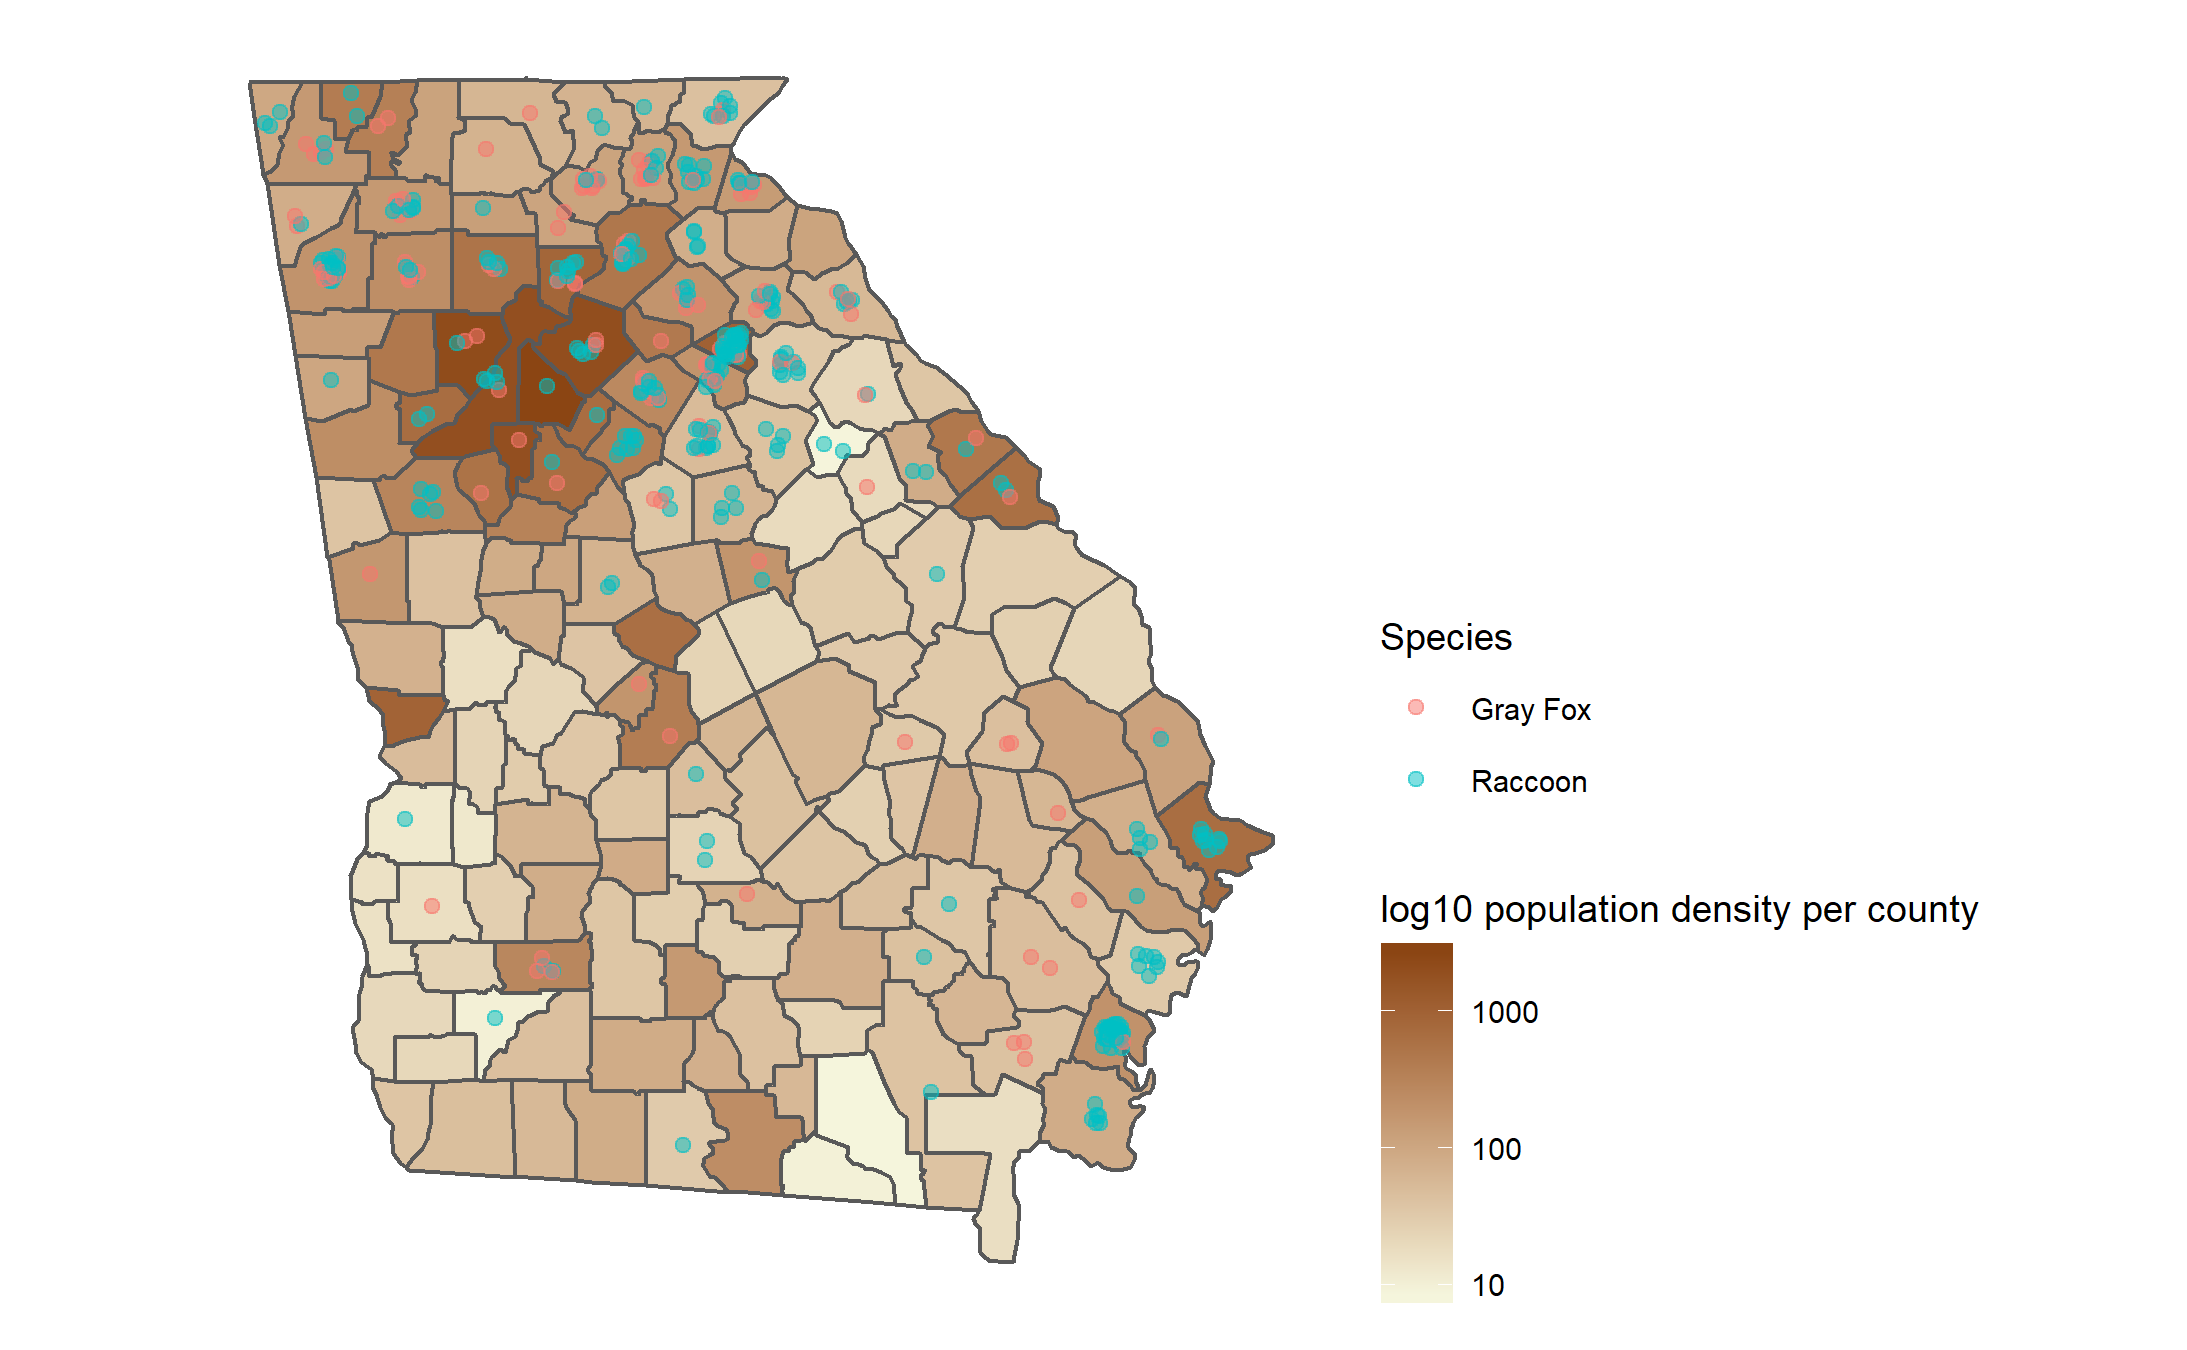 Species
Gray Fox
Raccoon
log10 population density per county
1000
100
10